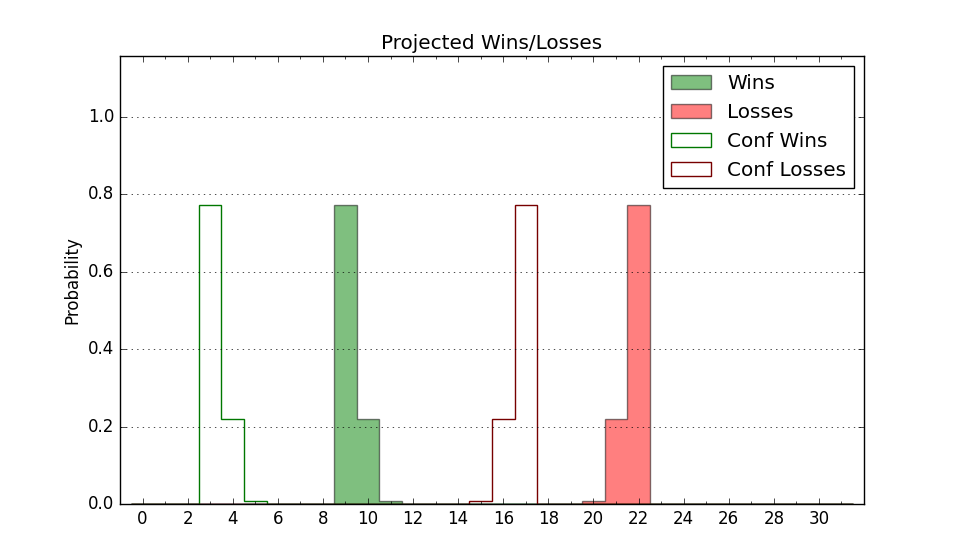 Projected Wins/Losses
Wins
Losses
Conf Wins
Conf Losses
Probability
1.0
0.8
0.6
0.4
0.2
0.0
0 2 4 6 8 10 12 14 16 18 20 22 24 26 28 30